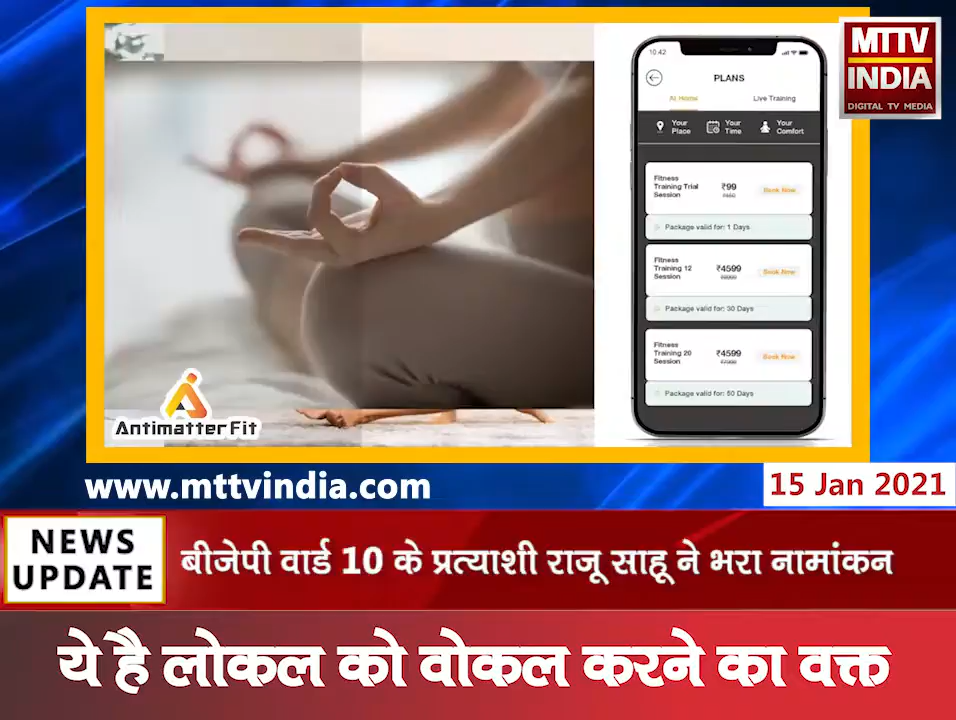 MTTV
INDIA
DIGITAL TV MEDIA
10.42
PLANS
At Home
Live Training
Your Place
Your Time
Your Comfort
Fitness
Training Trial
Session
₹99
Book Now
Package valid for: 1 Days
Fitness
Training 12
Session
₹4599
Book Now
Package valid for: 30 Days
Fitness
Training 20
Session
₹4599
Book Now
Package valid for: 60 Days
Antimatter Fit
www.mttvindia.com
15 Jan 2021
NEWS
UPDATE
बीजेपी वार्ड 10 के प्रत्याशी राजू साहू ने भरा नामांकन
ये है लोकल को वोकल करने का वक्त